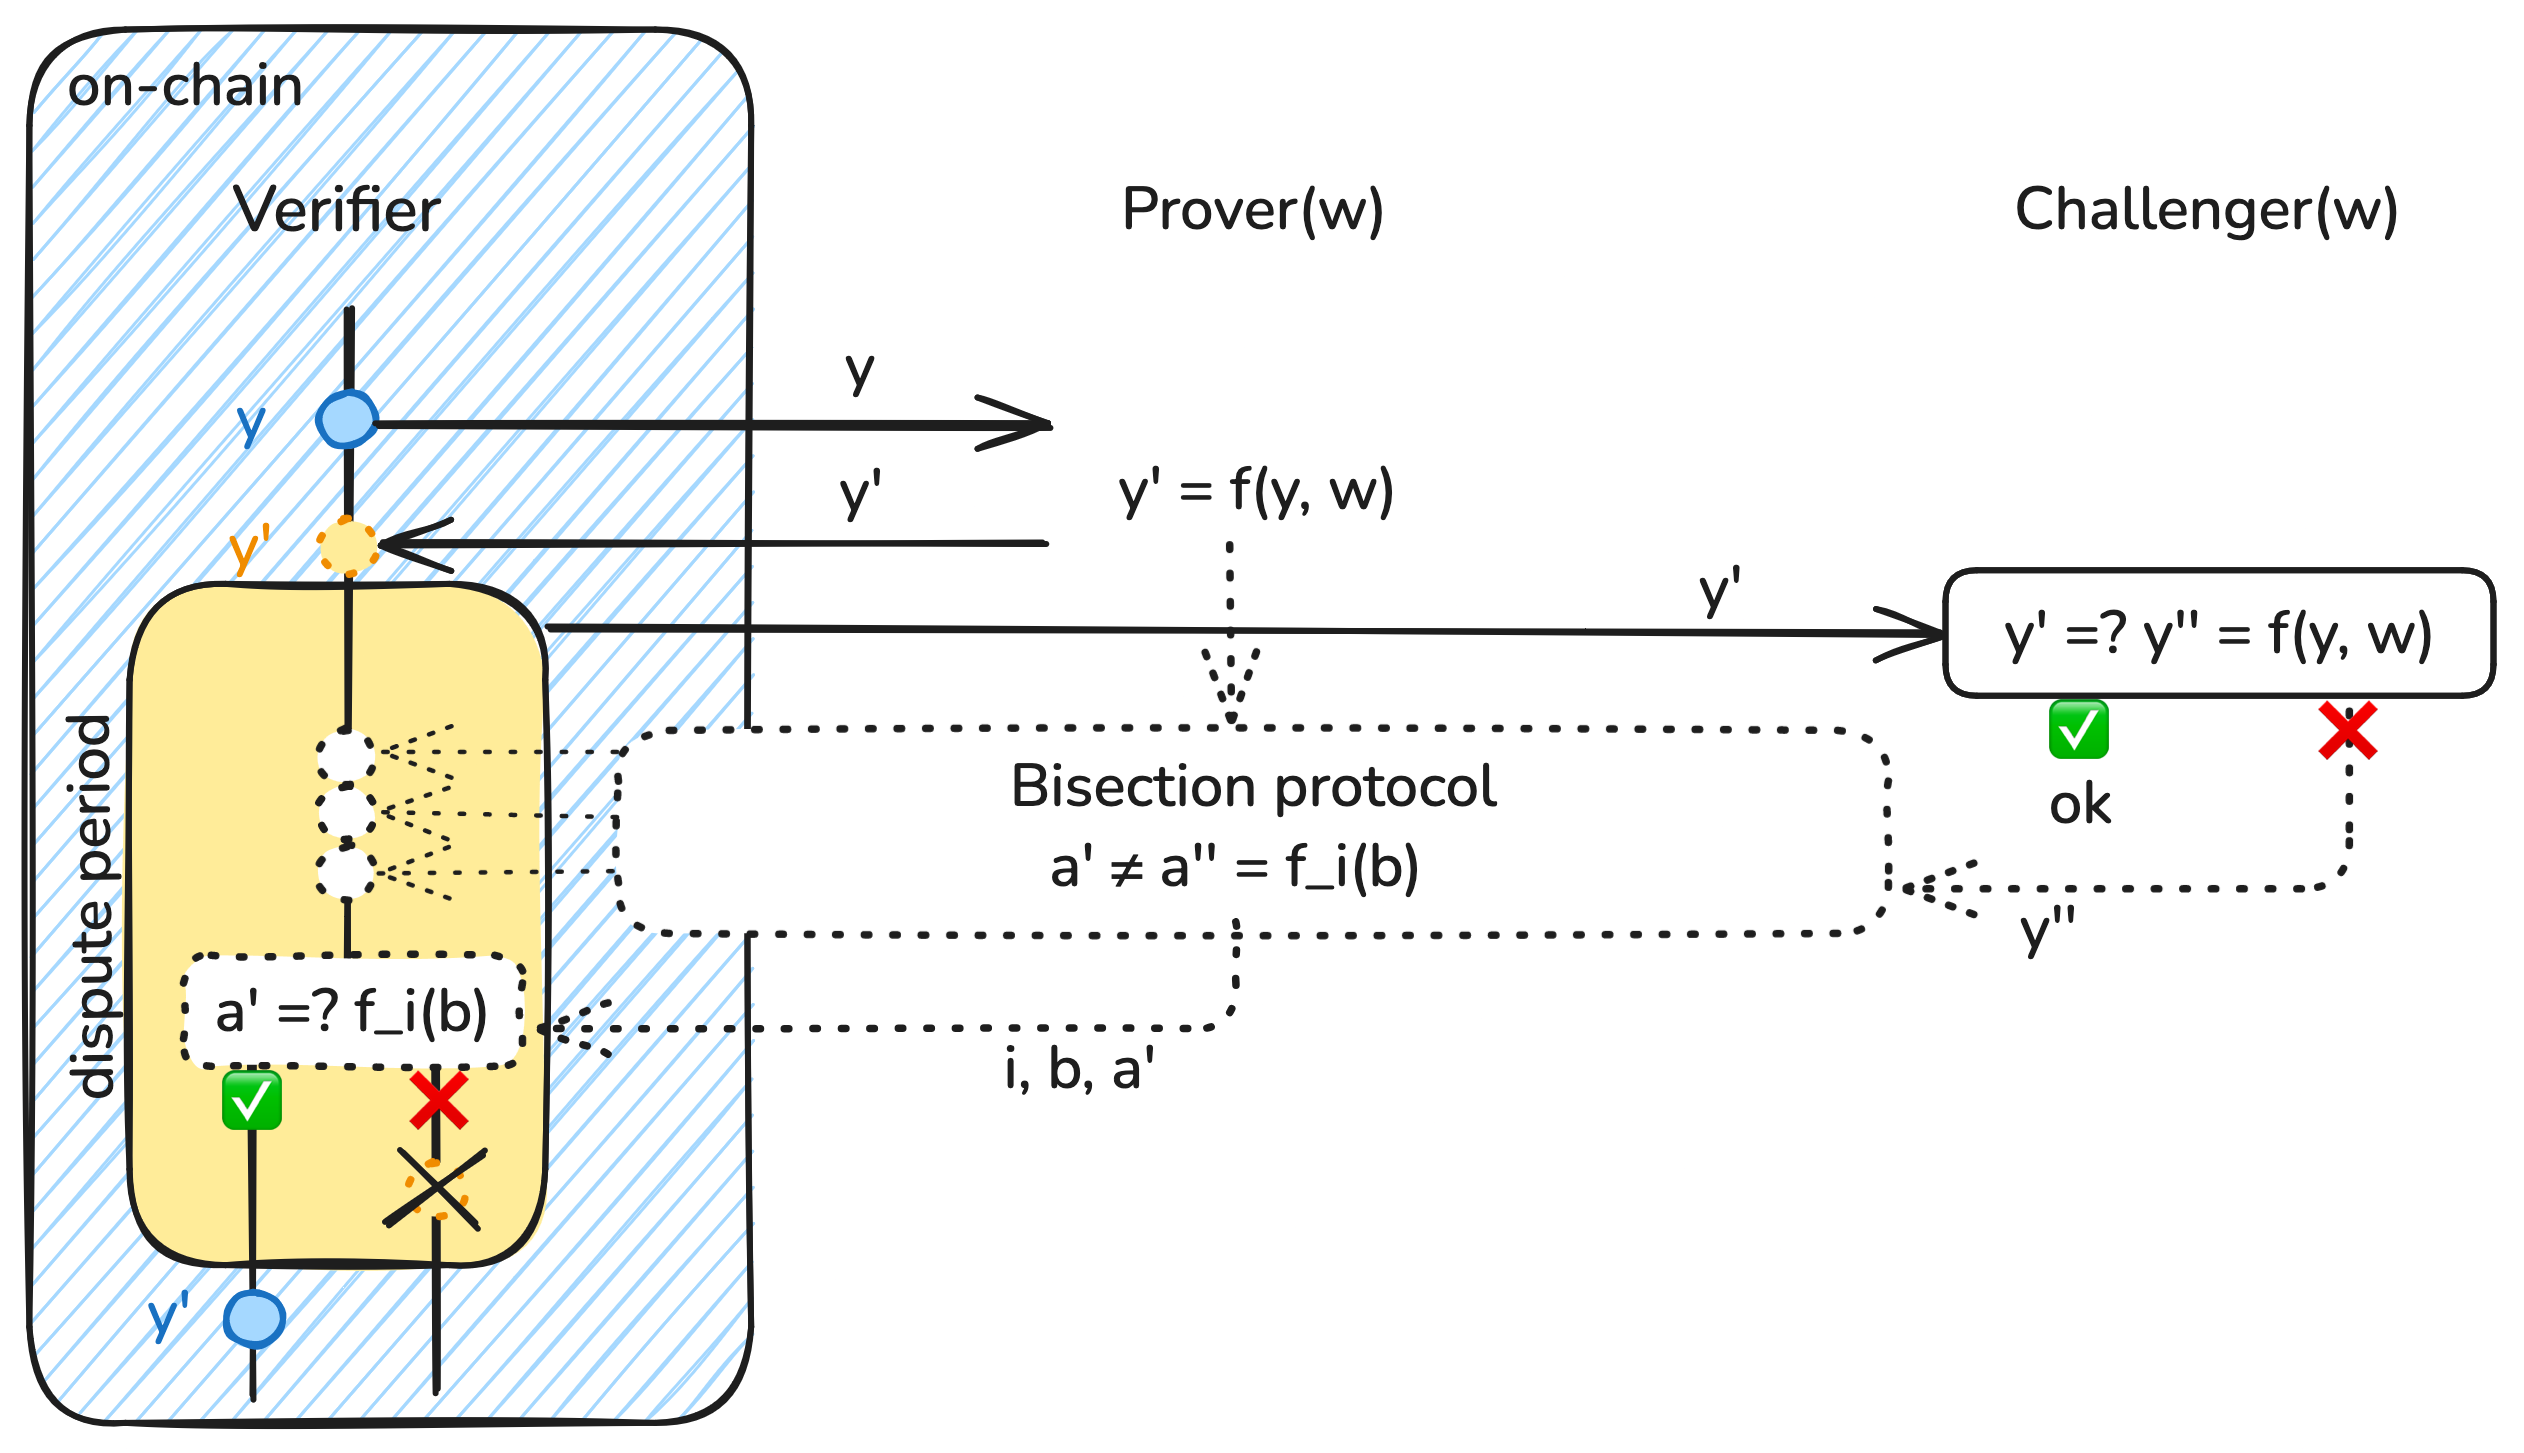 on-chain
Verifier
Prover(w)
Challenger(w)
y
y
y'
y' = f(y, w)
y'
y'
y' =? y'' = f(y, w)
ok
Bisection protocol
a' ≠ a'' = f_i(b)
y''
dispute period
a' =? f_i(b)
i, b, a'
y'